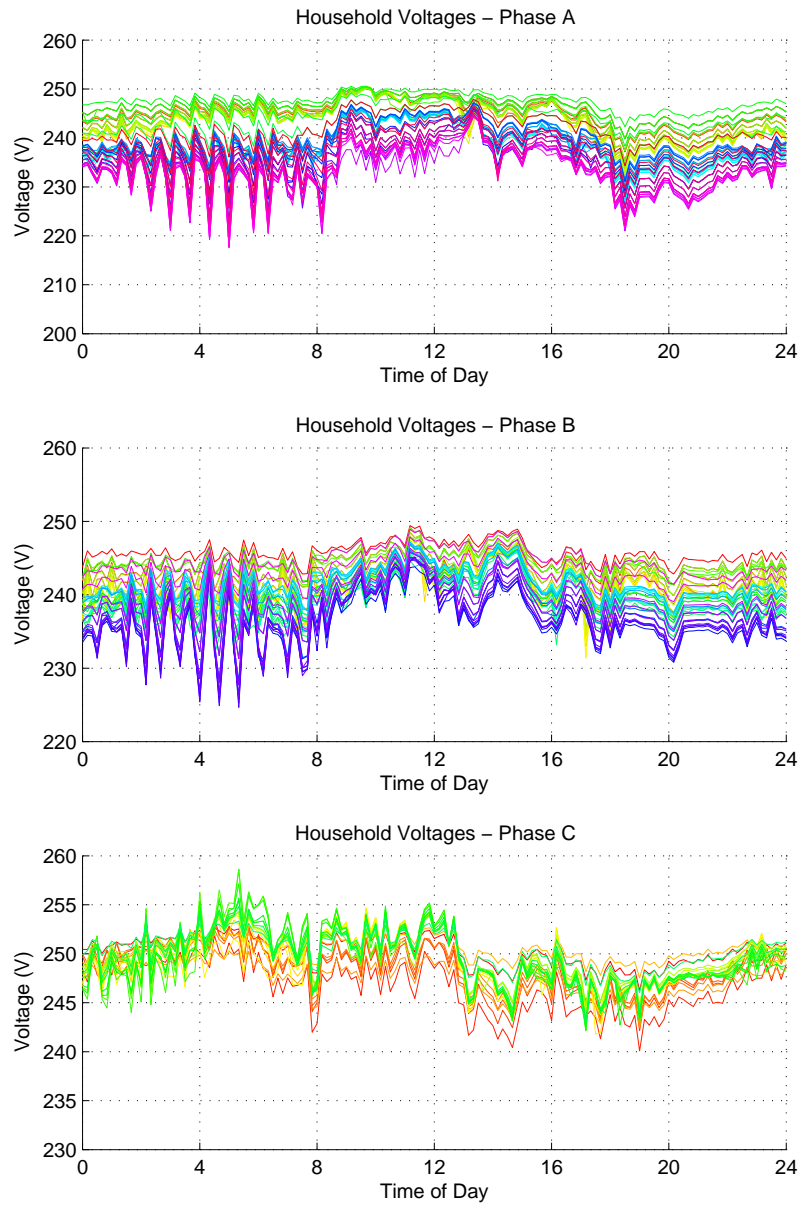 Household Voltages – Phase A
260
250
240
230
220
210
200
Voltage (V)
0 4 8 12 16 20 24
Time of Day
Household Voltages – Phase B
260
250
240
230
220
Voltage (V)
0 4 8 12 16 20 24
Time of Day
Household Voltages – Phase C
260
255
250
245
240
235
230
Voltage (V)
0 4 8 12 16 20 24
Time of Day